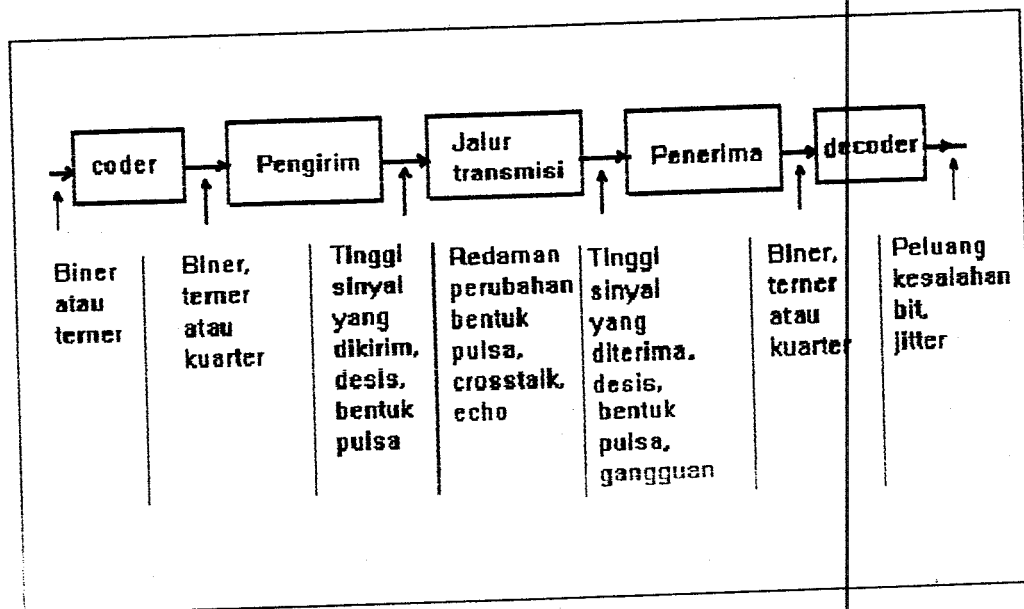 coder
Pengirim
Jalur
transmisi
Penerima
decoder
Biner
atau
terner
Biner,
terner
atau
kuarter
Tinggi
sinyal
yang
dikirim,
desis,
bentuk
pulsa
Redaman
perubahan
bentuk
pulsa,
crosstalk,
echo
Tinggi
sinyal
yang
diterima.
desis,
bentuk
pulsa,
gangguan
Biner,
terner
atau
kuarter
Peluang
kesalahan
bit,
jitter